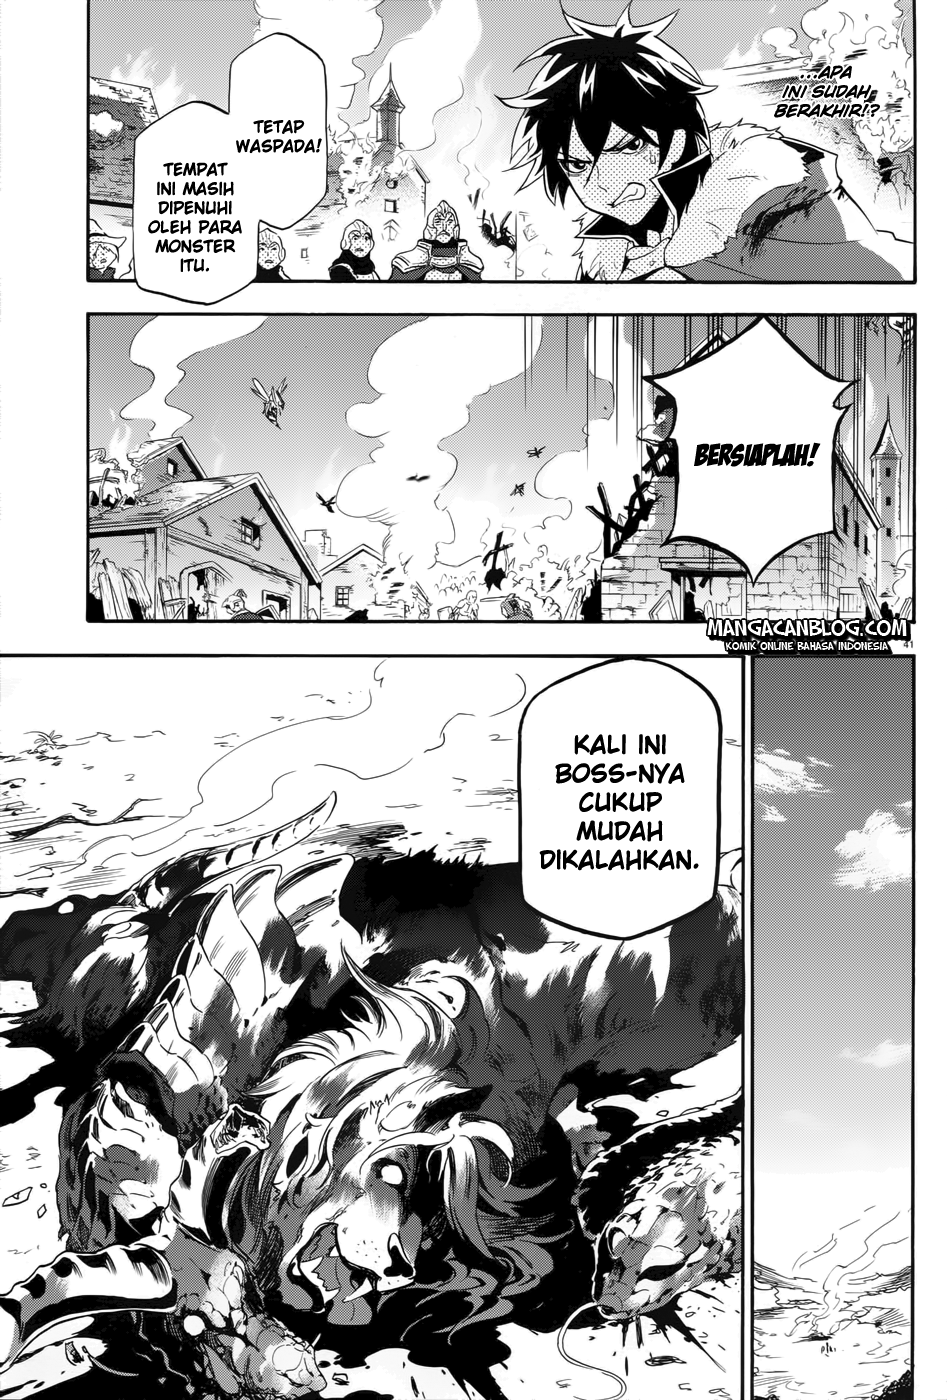 ...APA
INI SUDAH
BERAKHIR!?
TETAP
WASPADA!
TEMPAT
INI MASIH
DIPENUHI
OLEH PARA
MONSTER
ITU.
BERSIAPLAH!
MANGACANBLOG.COM
KOMIK ONLINE BAHASA INDONESIA
41
KALI INI
BOSS-NYA
CUKUP
MUDAH
DIKALAHKAN.